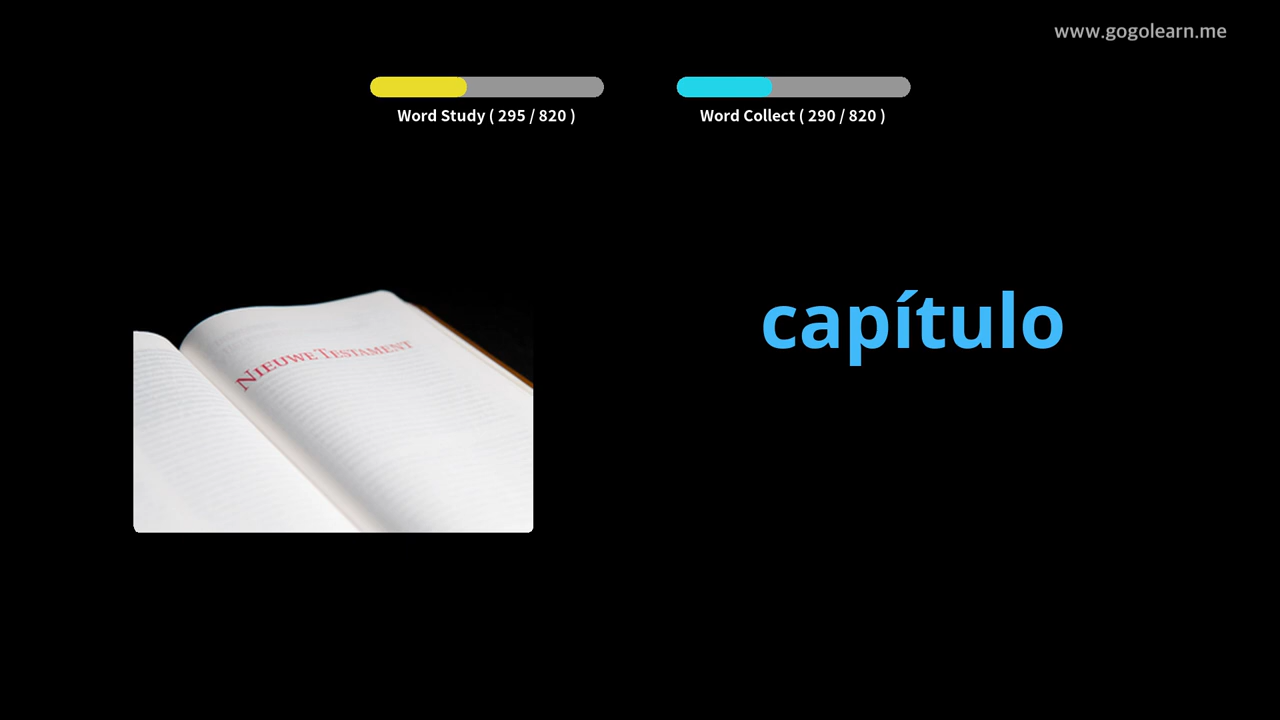 www.gogolearn.me
Word Study ( 295 / 820 )
Word Collect ( 290 / 820 )
NIEUWE TESTAMENT
capítulo